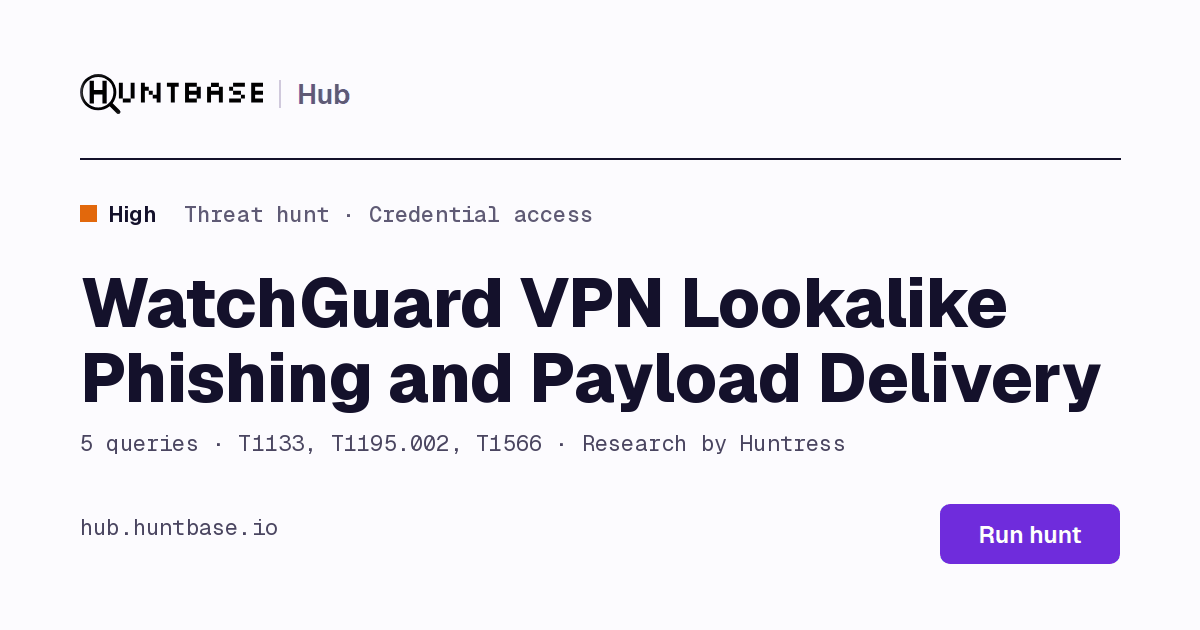 HUNTBASE Hub
High Threat hunt · Credential access
WatchGuard VPN Lookalike
Phishing and Payload Delivery
5 queries · T1133, T1195.002, T1566 · Research by Huntress
hub.huntbase.io
Run hunt